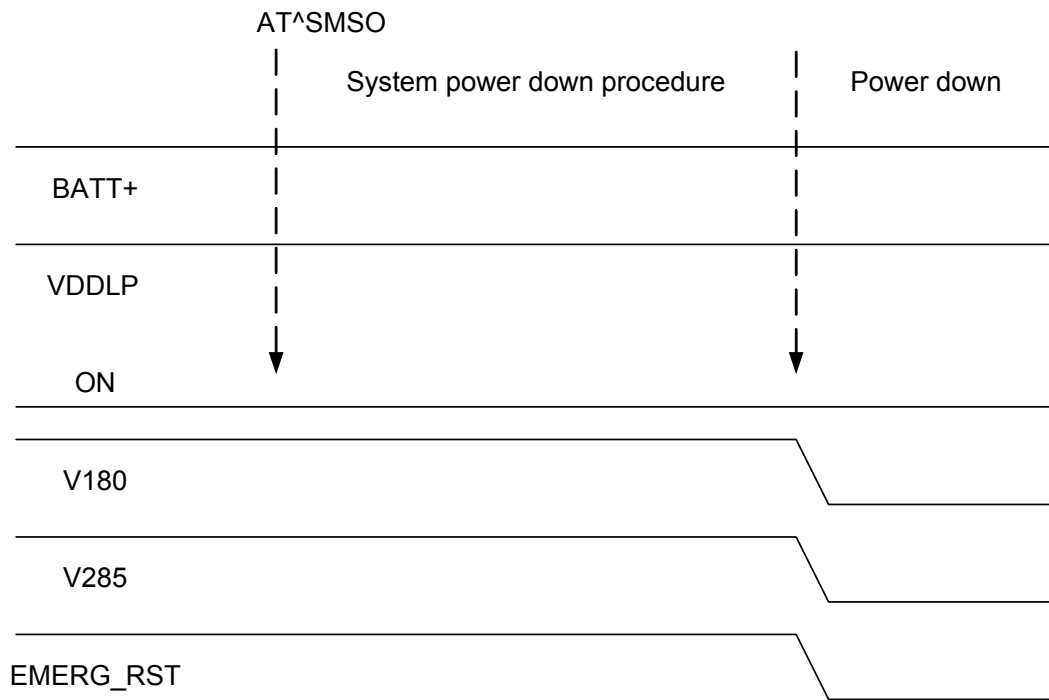 AT^SMSO
System power down procedure
Power down
BATT+
VDDLP
ON
V180
V285
EMERG_RST